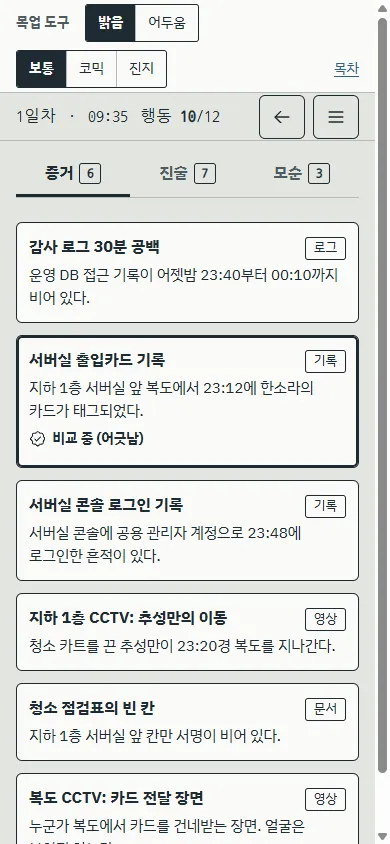 목업 도구 밝음 어두움
보통 코믹 진지 목차
1일차 · 09:35 행동 10/12
증거 6 진술 7 모순 3
감사 로그 30분 공백 로그
운영 DB 접근 기록이 어젯밤 23:40부터 00:10까지
비어 있다.
서버실 출입카드 기록 기록
지하 1층 서버실 앞 복도에서 23:12에 한소라의
카드가 태그되었다.
비교 중 (어긋남)
서버실 콘솔 로그인 기록 기록
서버실 콘솔에 공용 관리자 계정으로 23:48에
로그인한 흔적이 있다.
지하 1층 CCTV: 추성만의 이동 영상
청소 카트를 끈 추성만이 23:20경 복도를 지나간다.
청소 점검표의 빈 칸 문서
지하 1층 서버실 앞 칸만 서명이 비어 있다.
복도 CCTV: 카드 전달 장면 영상
누군가 복도에서 카드를 건네받는 장면. 얼굴은